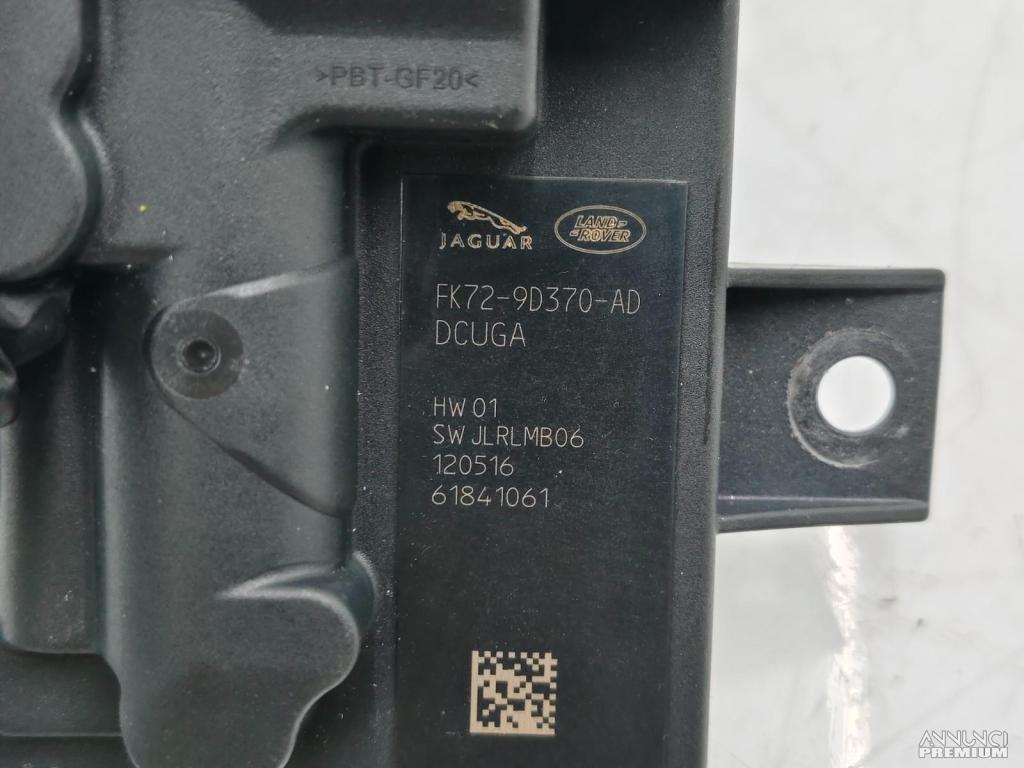 >PBT-GF20<
JAGUAR
LAND-
-ROVER
FK72-9D370-AD
DCUGA
HW 01
SW JLRLMB06
120516
61841061
ANNUNCI
PREMIUM